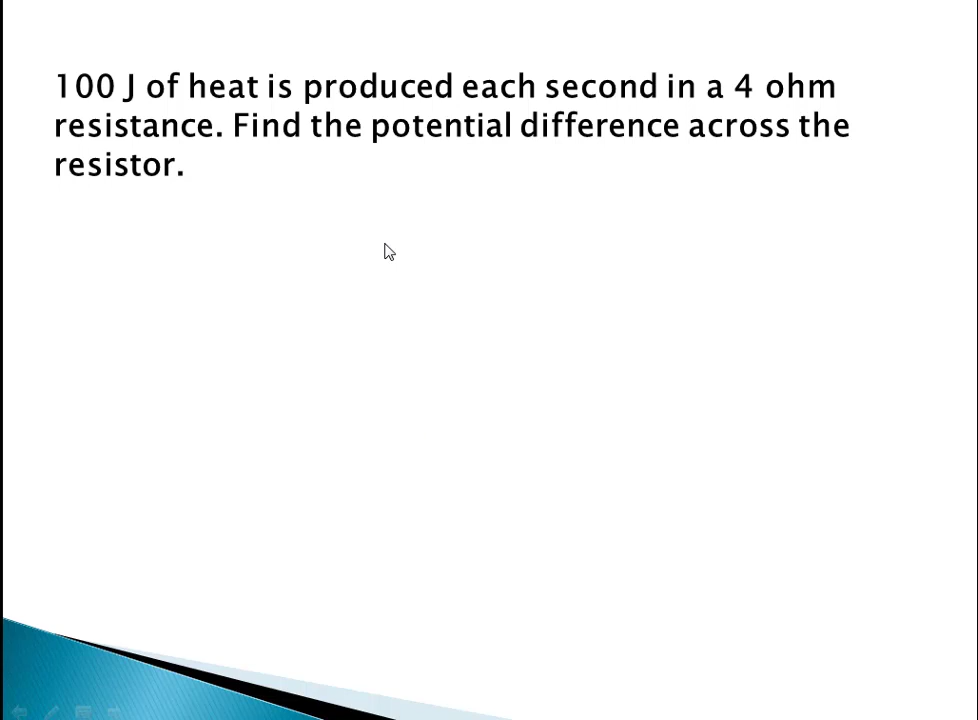 100 J of heat is produced each second in a 4 ohm
resistance. Find the potential difference across the
resistor.